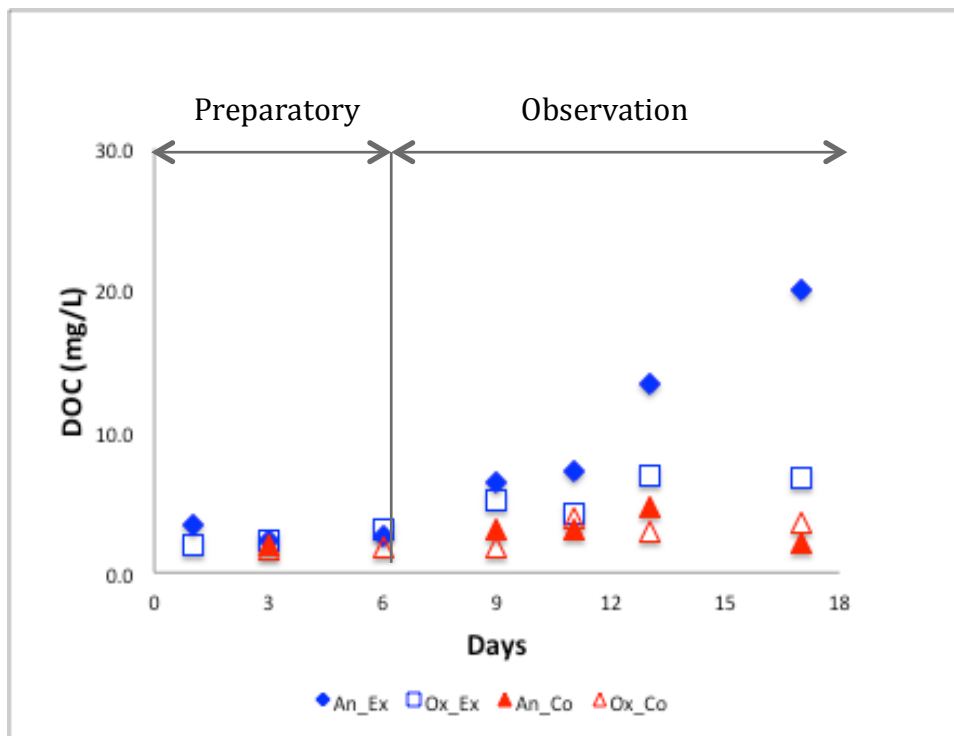 Preparatory Observation
30.0
20.0
10.0
0.0
DOC (mg/L)
0 3 6 9 12 15 18
Days
An_Ex Ox_Ex An_Co Ox_Co